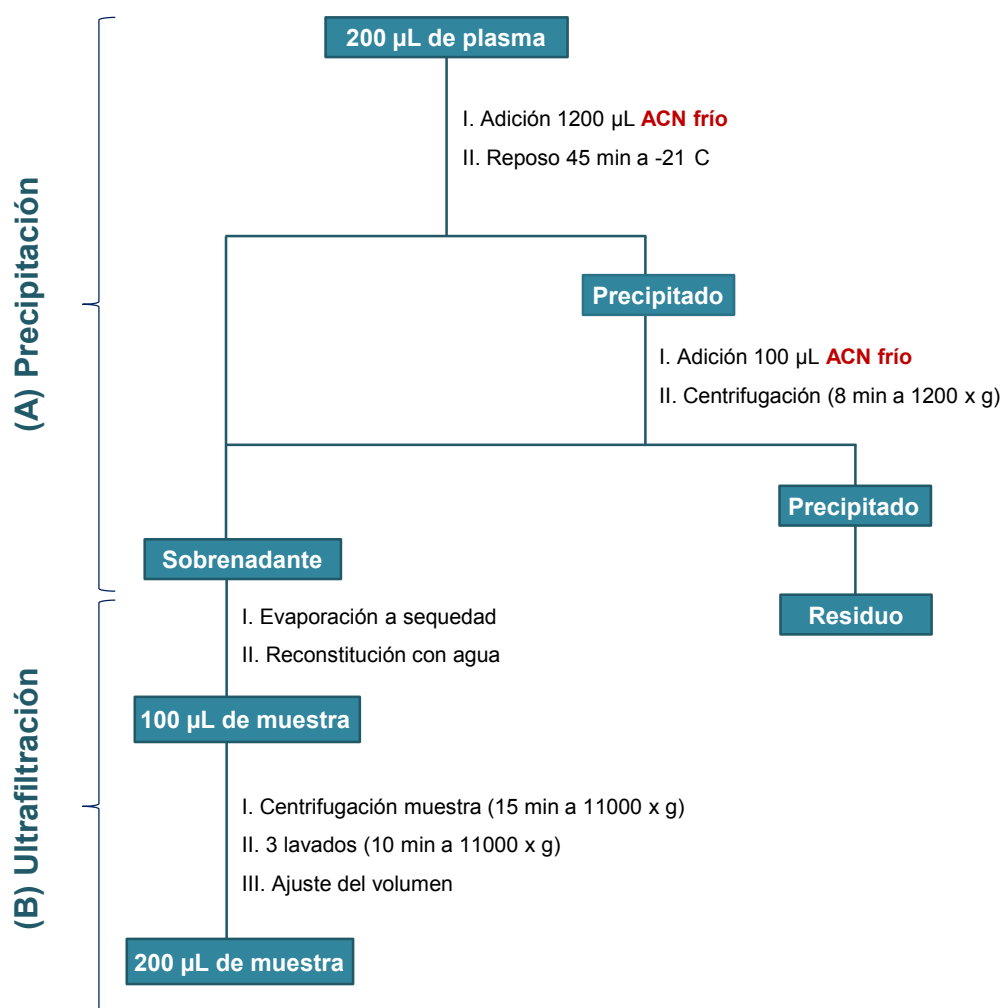 200 µL de plasma
I. Adición 1200 µL ACN frío
II. Reposo 45 min a -21 C
(A) Precipitación
Precipitado
I. Adición 100 µL ACN frío
II. Centrifugación (8 min a 1200 x g)
Precipitado
Sobrenadante
Residuo
I. Evaporación a sequedad
II. Reconstitución con agua
(B) Ultrafiltración
100 µL de muestra
I. Centrifugación muestra (15 min a 11000 x g)
II. 3 lavados (10 min a 11000 x g)
III. Ajuste del volumen
200 µL de muestra